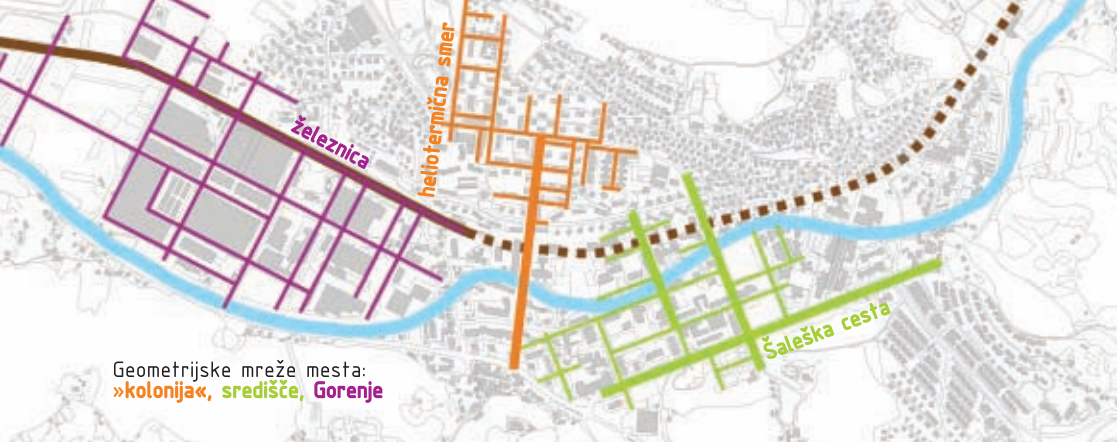 železnica
heliotermična smer
Šaleška cesta
Geometrijske mreže mesta:
»kolonija«, središče, Gorenje